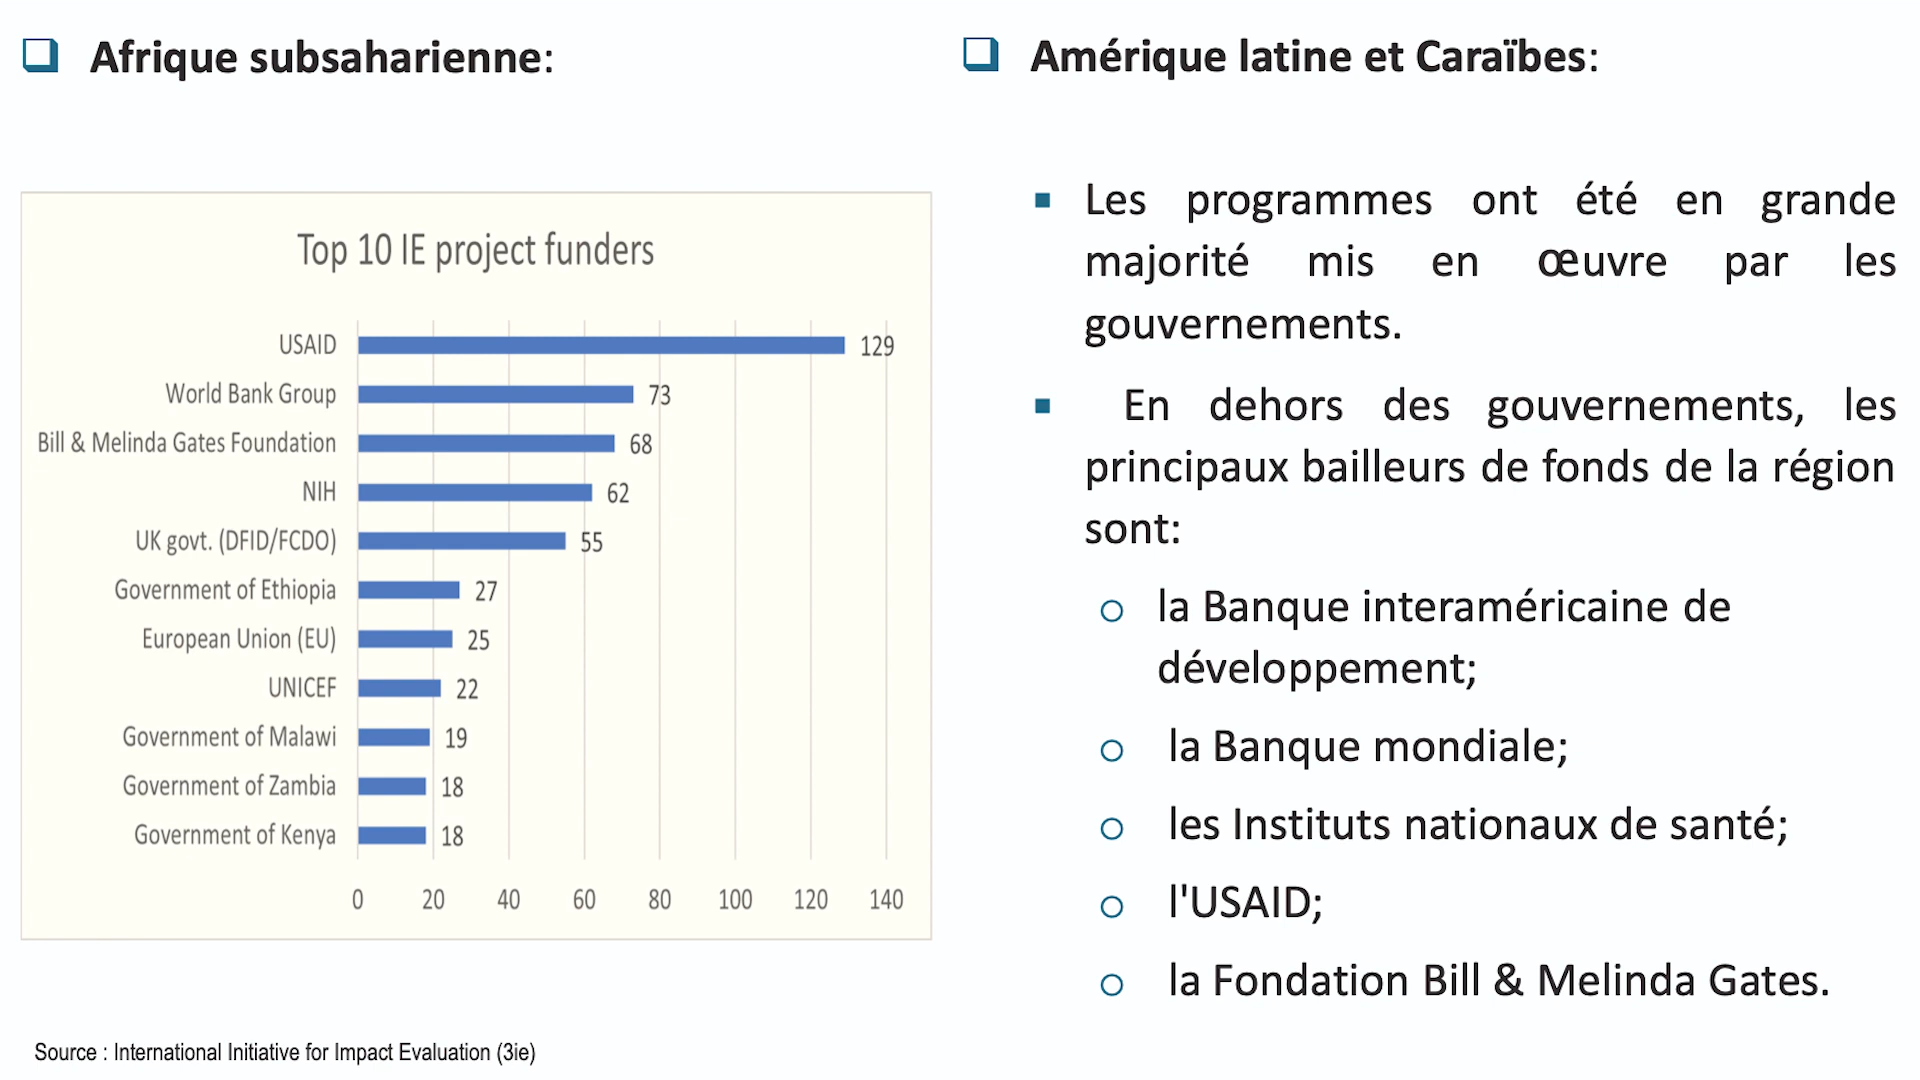 Afrique subsaharienne:
Top 10 IE project funders
USAID 129
World Bank Group 73
Bill & Melinda Gates Foundation 68
NIH 62
UK govt. (DFID/FCDO) 55
Government of Ethiopia 27
European Union (EU) 25
UNICEF 22
Government of Malawi 19
Government of Zambia 18
Government of Kenya 18
0 20 40 60 80 100 120 140
Source : International Initiative for Impact Evaluation (3ie)
Amérique latine et Caraïbes:
Les programmes ont été en grande
majorité mis en œuvre par les
gouvernements.
En dehors des gouvernements, les
principaux bailleurs de fonds de la région
sont:
la Banque interaméricaine de
développement;
la Banque mondiale;
les Instituts nationaux de santé;
l'USAID;
la Fondation Bill & Melinda Gates.